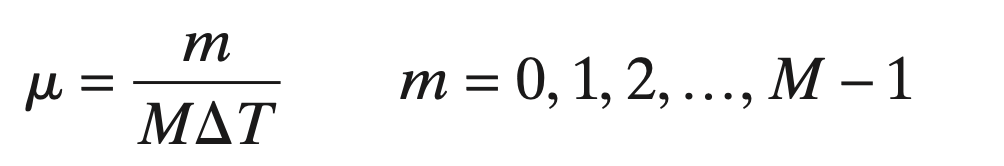 μ = m / MΔT m = 0, 1, 2, …, M − 1